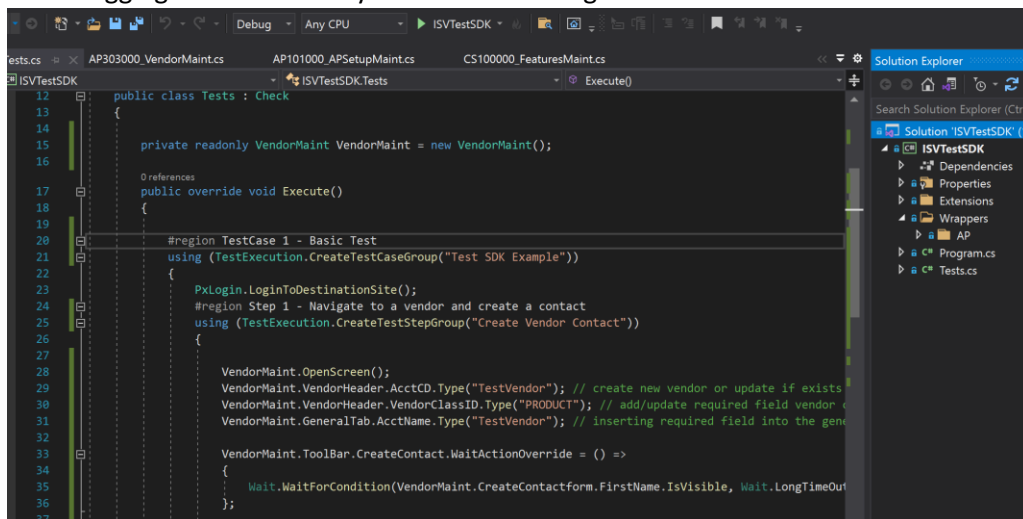 Debug Any CPU ISVTestSDK
ests.cs AP303000_VendorMaint.cs AP101000_APSetupMaint.cs CS100000_FeaturesMaint.cs
ISVTestSDK ISVTestSDK.Tests Execute()
12 public class Tests : Check
13 {
14
15 private readonly VendorMaint VendorMaint = new VendorMaint();
16
0 references
17 public override void Execute()
18 {
19
20 #region TestCase 1 - Basic Test
21 using (TestExecution.CreateTestCaseGroup("Test SDK Example"))
22 {
23 PxLogin.LoginToDestinationSite();
24 #region Step 1 - Navigate to a vendor and create a contact
25 using (TestExecution.CreateTestStepGroup("Create Vendor Contact"))
26 {
27
28 VendorMaint.OpenScreen();
29 VendorMaint.VendorHeader.AcctCD.Type("TestVendor"); // create new vendor or update if exists
30 VendorMaint.VendorHeader.VendorClassID.Type("PRODUCT"); // add/update required field vendor
31 VendorMaint.GeneralTab.AcctName.Type("TestVendor"); // inserting required field into the gene
32
33 VendorMaint.ToolBar.CreateContact.WaitActionOverride = () =>
34 {
35 Wait.WaitForCondition(VendorMaint.CreateContactform.FirstName.IsVisible, Wait.LongTimeOut
36 };
37
Solution Explorer
Search Solution Explorer (Ctr
Solution 'ISVTestSDK' (
C# ISVTestSDK
Dependencies
Properties
Extensions
Wrappers
AP
C# Program.cs
C# Tests.cs